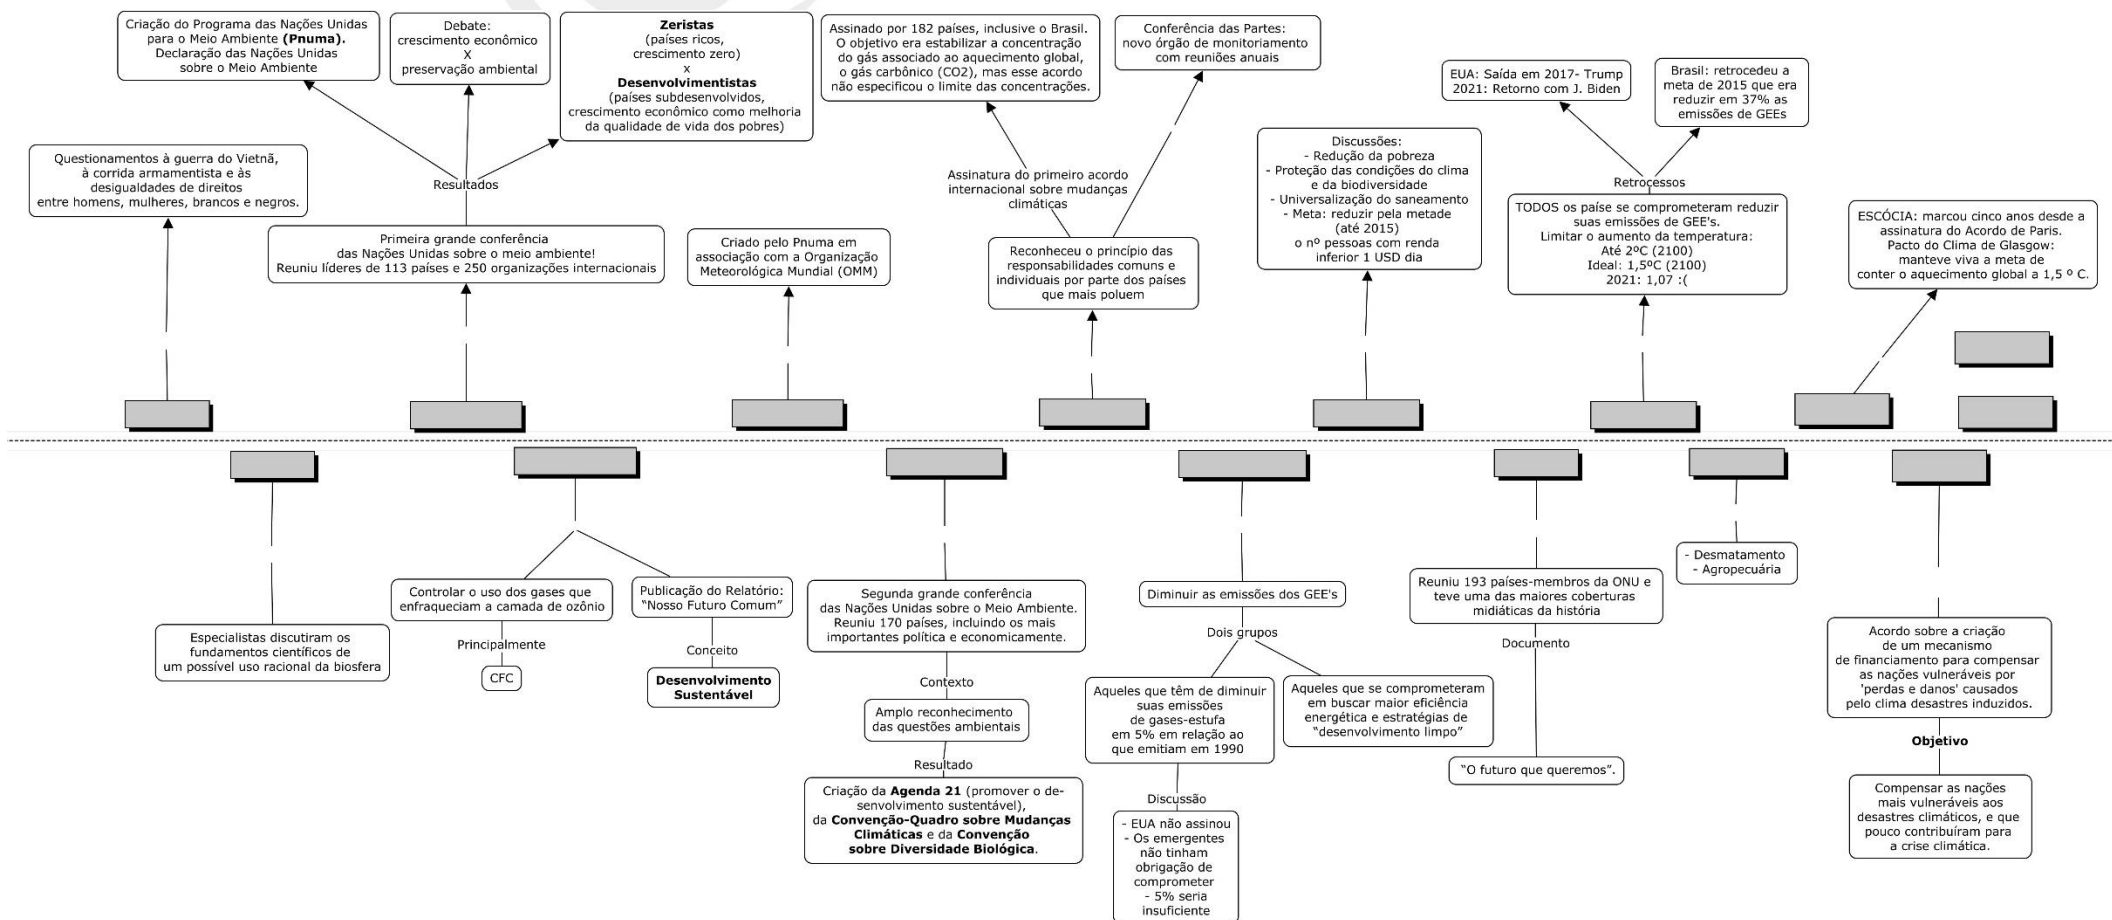 Criação do Programa das Nações Unidas
para o Meio Ambiente (Pnuma).
Declaração das Nações Unidas
sobre o Meio Ambiente
Debate:
crescimento econômico
X
preservação ambiental
Zeristas
(países ricos,
crescimento zero)
x
Desenvolvimentistas
(países subdesenvolvidos,
crescimento econômico como melhoria
da qualidade de vida dos pobres)
Resultados
Questionamentos à guerra do Vietnã,
à corrida armamentista e às
desigualdades de direitos
entre homens, mulheres, brancos e negros.
Primeira grande conferência
das Nações Unidas sobre o meio ambiente!
Reuniu líderes de 113 países e 250 organizações internacionais
Criado pelo Pnuma em
associação com a Organização
Meteorológica Mundial (OMM)
Assinado por 182 países, inclusive o Brasil.
O objetivo era estabilizar a concentração
do gás associado ao aquecimento global,
o gás carbônico (CO2), mas esse acordo
não especificou o limite das concentrações.
Conferência das Partes:
novo órgão de monitoriamento
com reuniões anuais
Assinatura do primeiro acordo
internacional sobre mudanças
climáticas
Reconheceu o princípio das
responsabilidades comuns e
individuais por parte dos países
que mais poluem
Discussões:
- Redução da pobreza
- Proteção das condições do clima
e da biodiversidade
- Universalização do saneamento
- Meta: reduzir pela metade
(até 2015)
o nº pessoas com renda
inferior 1 USD dia
EUA: Saída em 2017- Trump
2021: Retorno com J. Biden
Brasil: retrocedeu a
meta de 2015 que era
reduzir em 37% as
emissões de GEEs
Retrocessos
TODOS os paíse se comprometeram reduzir
suas emissões de GEE's.
Limitar o aumento da temperatura:
Até 2ºC (2100)
Ideal: 1,5ºC (2100)
2021: 1,07 :(
ESCÓCIA: marcou cinco anos desde a
assinatura do Acordo de Paris.
Pacto do Clima de Glasgow:
manteve viva a meta de
conter o aquecimento global a 1,5 º C.
Especialistas discutiram os
fundamentos científicos de
um possível uso racional da biosfera
Controlar o uso dos gases que
enfraqueciam a camada de ozônio
Principalmente
CFC
Publicação do Relatório:
“Nosso Futuro Comum”
Conceito
Desenvolvimento
Sustentável
Segunda grande conferência
das Nações Unidas sobre o Meio Ambiente.
Reuniu 170 países, incluindo os mais
importantes política e economicamente.
Contexto
Amplo reconhecimento
das questões ambientais
Resultado
Criação da Agenda 21 (promover o de-
senvolvimento sustentável),
da Convenção-Quadro sobre Mudanças
Climáticas e da Convenção
sobre Diversidade Biológica.
Diminuir as emissões dos GEE's
Dois grupos
Aqueles que têm de diminuir
suas emissões
de gases-estufa
em 5% em relação ao
que emitiam em 1990
Aqueles que se comprometeram
em buscar maior eficiência
energética e estratégias de
“desenvolvimento limpo”
Discussão
- EUA não assinou
- Os emergentes
não tinham
obrigação de
comprometer
- 5% seria
insuficiente
Reuniu 193 países-membros da ONU e
teve uma das maiores coberturas
midiáticas da história
Documento
“O futuro que queremos”.
- Desmatamento
- Agropecuária
Acordo sobre a criação
de um mecanismo
de financiamento para compensar
as nações vulneráveis por
'perdas e danos' causados
pelo clima desastres induzidos.
Objetivo
Compensar as nações
mais vulneráveis aos
desastres climáticos, e que
pouco contribuíram para
a crise climática.